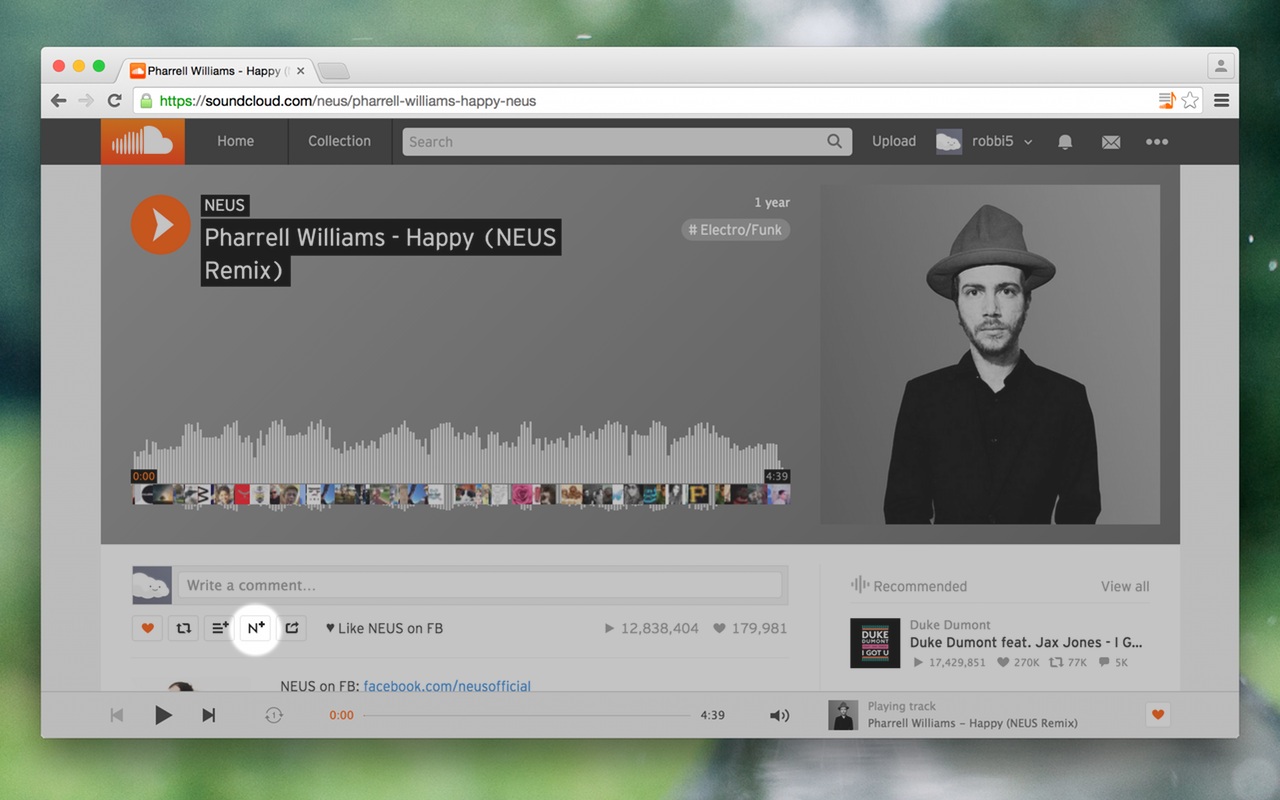 Pharrell Williams - Happy (
https://soundcloud.com/neus/pharrell-williams-happy-neus
Home
Collection
Search
Upload
robbi5
NEUS
1 year
Pharrell Williams - Happy (NEUS
Remix)
# Electro/Funk
0:00
4:39
Write a comment...
N+
♥ Like NEUS on FB
12,838,404
179,981
NEUS on FB: facebook.com/neusofficial
Recommended
View all
DUKE
DUMONT
I GOT U
Duke Dumont
Duke Dumont feat. Jax Jones - I G...
17,429,851
270K
77K
5K
1
0:00
4:39
Playing track
Pharrell Williams – Happy (NEUS Remix)